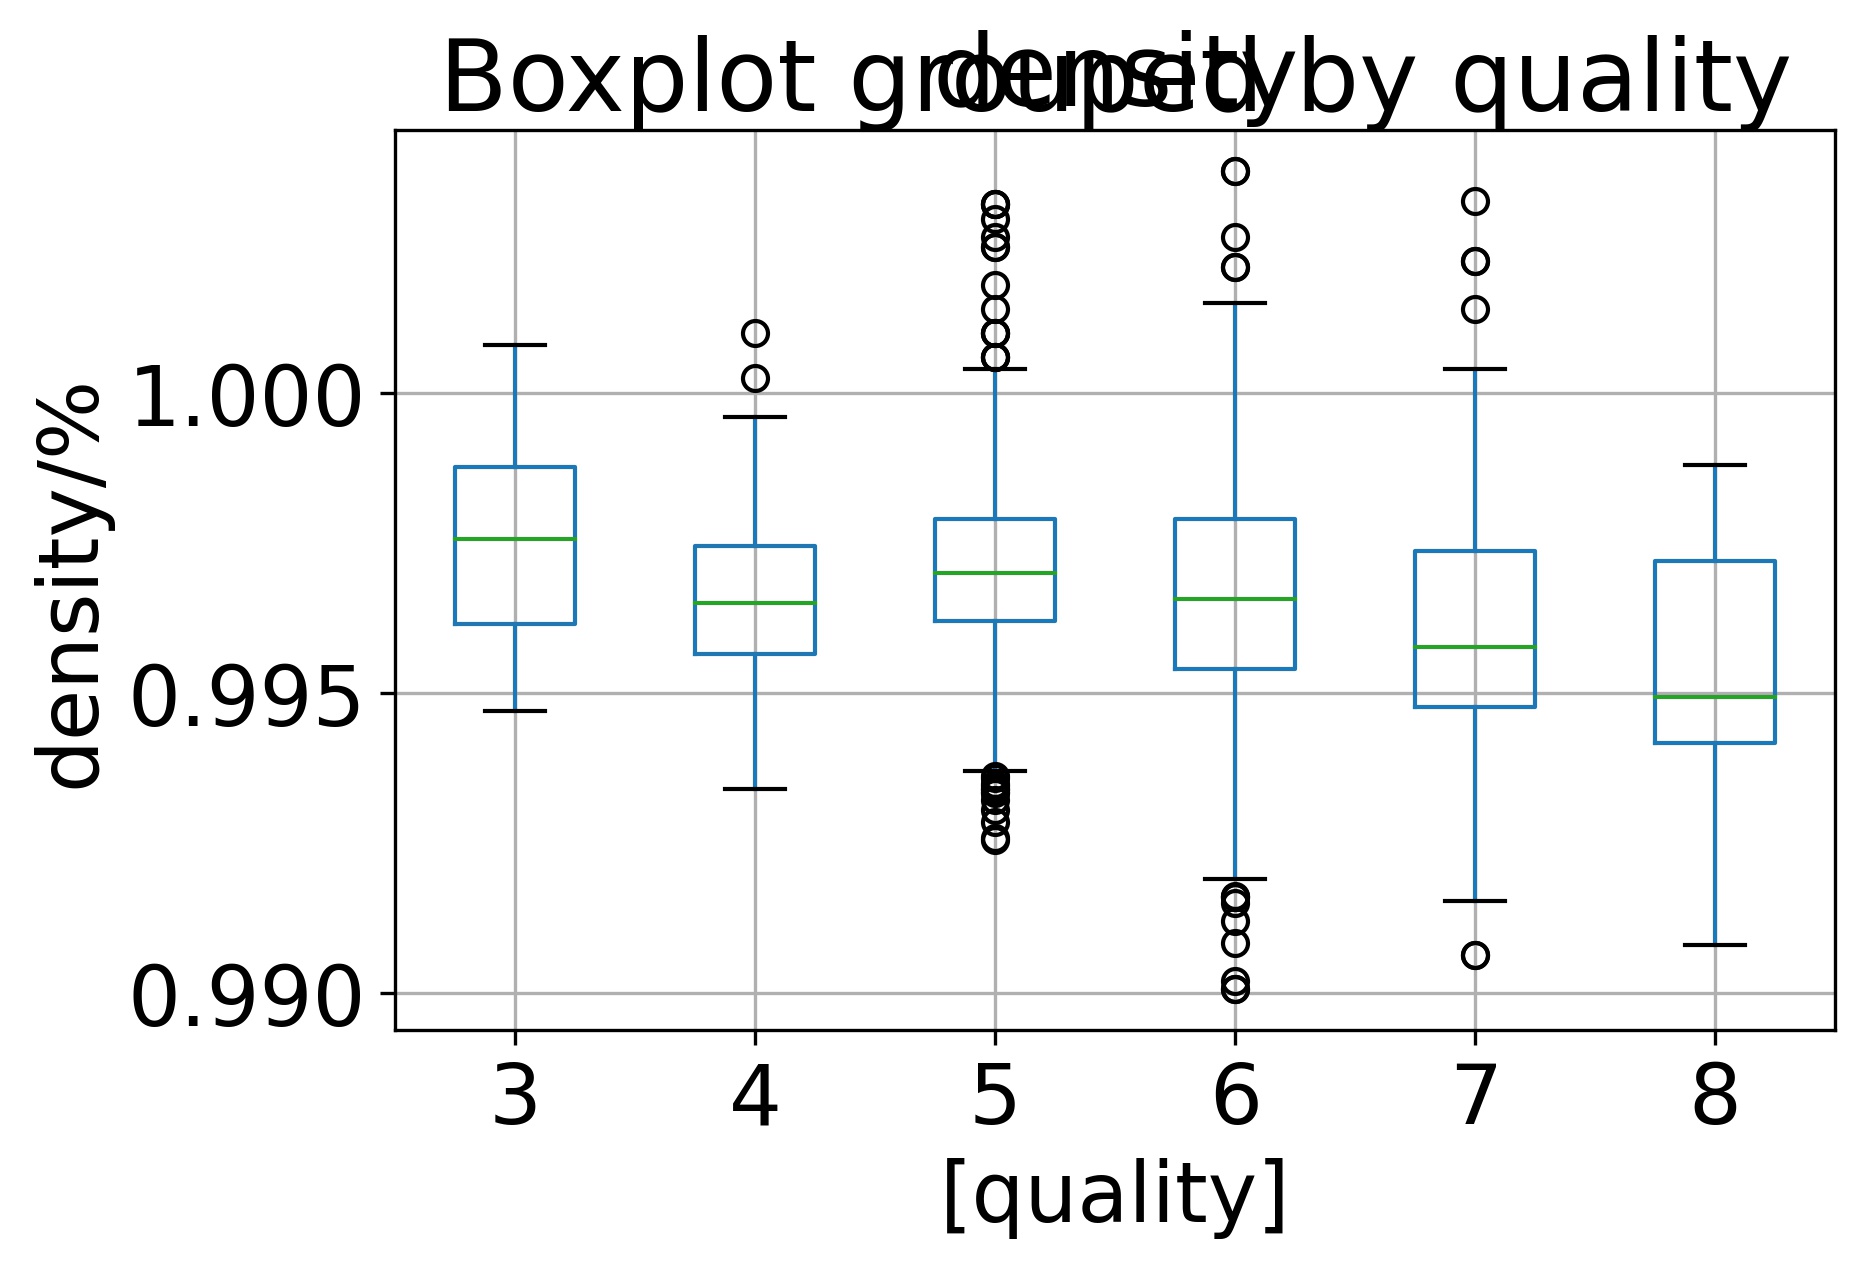 Boxplot grouped by quality
density
density/%
1.000
0.995
0.990
3 4 5 6 7 8
[quality]